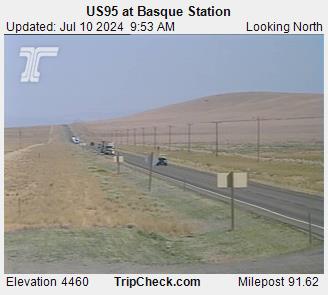 US95 at Basque Station
Updated: Jul 10 2024 9:53 AM Looking North
Elevation 4460 TripCheck.com Milepost 91.62